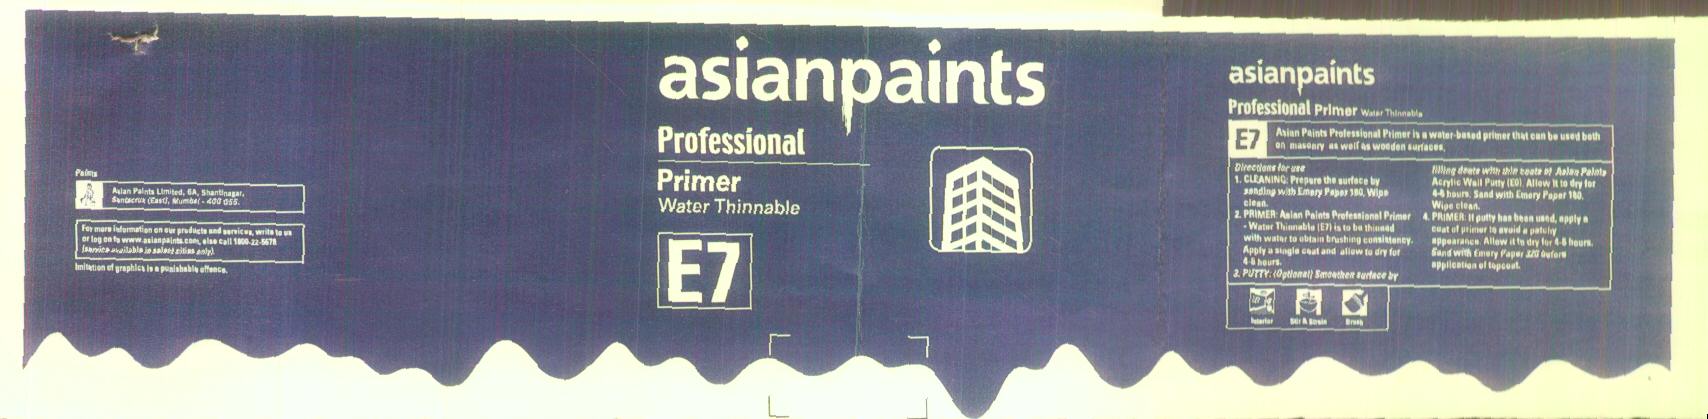 Paints
Asian Paints Limited, 6A, Shantinagar,
Santacruz (East), Mumbai - 400 055.
For more information on our products and services, write to us
or log on to www.asianpaints.com, else call 1800-22-5678
(service available in select cities only).
Imitation of graphics is a punishable offence.
asianpaints
Professional
Primer
Water Thinnable
E7
asianpaints
Professional Primer Water Thinnable
E7
Asian Paints Professional Primer is a water-based primer that can be used both
on masonry as well as wooden surfaces.
Directions for use
1. CLEANING: Prepare the surface by
sanding with Emery Paper 180. Wipe
clean.
2. PRIMER: Asian Paints Professional Primer
- Water Thinnable (E7) is to be thinned
with water to obtain brushing consistency.
Apply a single coat and allow to dry for
4-6 hours.
3. PUTTY: (Optional) Smoothen surface by
filling dents with thin coats of Asian Paints
Acrylic Wall Putty (E0). Allow it to dry for
4-6 hours. Sand with Emery Paper 180.
Wipe clean.
4. PRIMER: If putty has been used, apply a
coat of primer to avoid a patchy
appearance. Allow it to dry for 4-6 hours.
Sand with Emery Paper 320 before
application of topcoat.
Interior
Stir & Strain
Brush